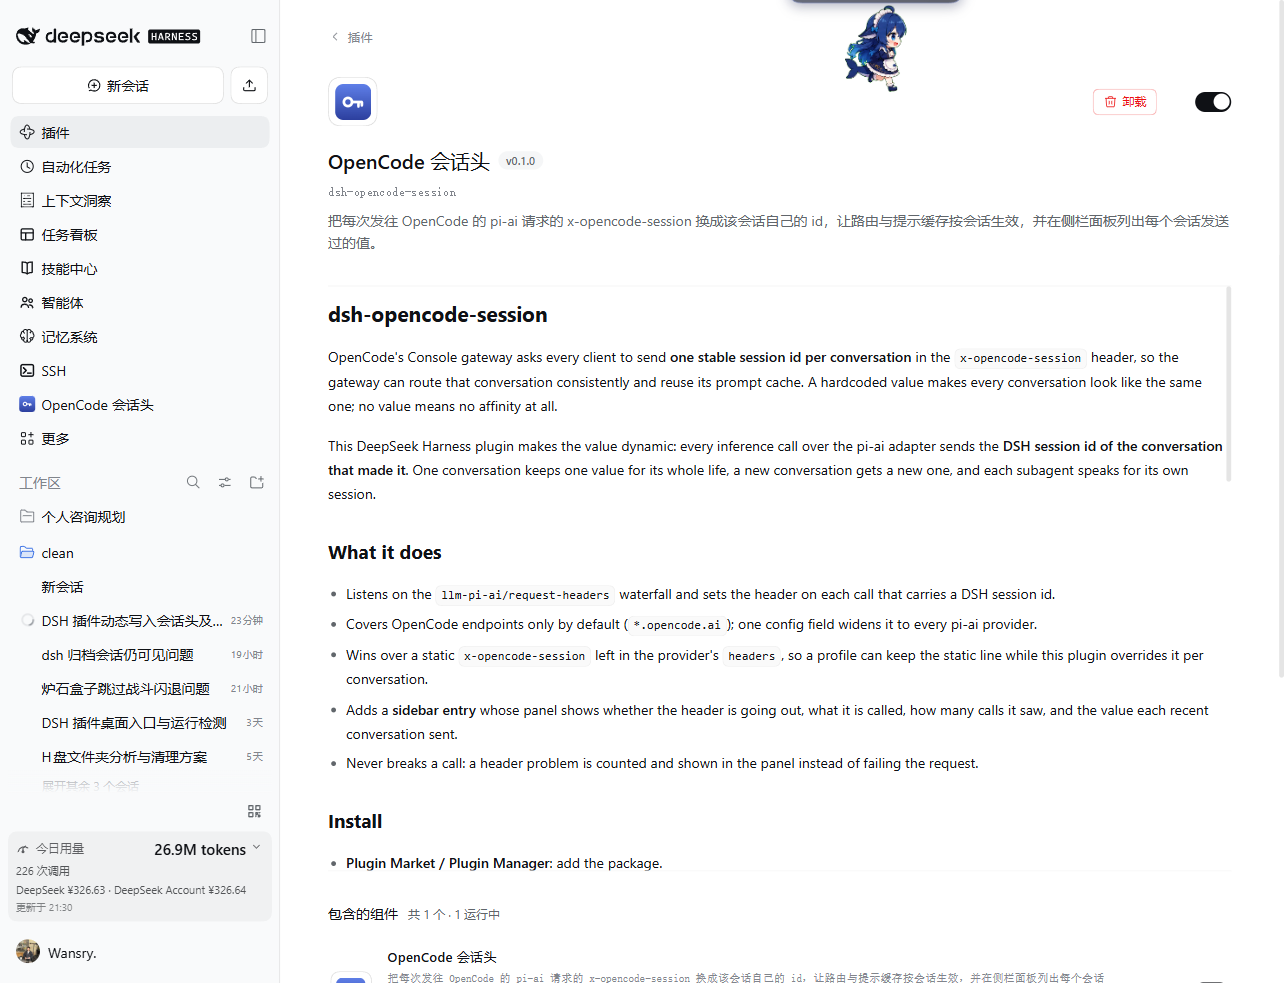 deepseek HARNESS
新会话
插件
自动化任务
上下文洞察
任务看板
技能中心
智能体
记忆系统
SSH
OpenCode 会话头
更多
工作区
个人咨询规划
clean
新会话
DSH 插件动态写入会话头及... 23分钟
dsh 归档会话仍可见问题 19小时
炉石盒子跳过战斗闪退问题 21小时
DSH 插件桌面入口与运行检测 3天
H盘文件夹分析与清理方案 5天
展开其余 3 个会话
今日用量 26.9M tokens
226 次调用
DeepSeek ¥326.63 · DeepSeek Account ¥326.64
更新于 21:30
Wansry.
插件
卸载
OpenCode 会话头 v0.1.0
dsh-opencode-session
把每次发往 OpenCode 的 pi-ai 请求的 x-opencode-session 换成该会话自己的 id，让路由与提示缓存按会话生效，并在侧栏面板列出每个会话发送
过的值。
dsh-opencode-session
OpenCode's Console gateway asks every client to send one stable session id per conversation in the x-opencode-session header, so the
gateway can route that conversation consistently and reuse its prompt cache. A hardcoded value makes every conversation look like the same
one; no value means no affinity at all.
This DeepSeek Harness plugin makes the value dynamic: every inference call over the pi-ai adapter sends the DSH session id of the conversation
that made it. One conversation keeps one value for its whole life, a new conversation gets a new one, and each subagent speaks for its own
session.
What it does
Listens on the llm-pi-ai/request-headers waterfall and sets the header on each call that carries a DSH session id.
Covers OpenCode endpoints only by default ( *.opencode.ai ); one config field widens it to every pi-ai provider.
Wins over a static x-opencode-session left in the provider's headers, so a profile can keep the static line while this plugin overrides it per
conversation.
Adds a sidebar entry whose panel shows whether the header is going out, what it is called, how many calls it saw, and the value each recent
conversation sent.
Never breaks a call: a header problem is counted and shown in the panel instead of failing the request.
Install
Plugin Market / Plugin Manager: add the package.
包含的组件 共 1 个 · 1 运行中
OpenCode 会话头
把每次发往 OpenCode 的 pi-ai 请求的 x-opencode-session 换成该会话自己的 id，让路由与提示缓存按会话生效，并在侧栏面板列出每个会话